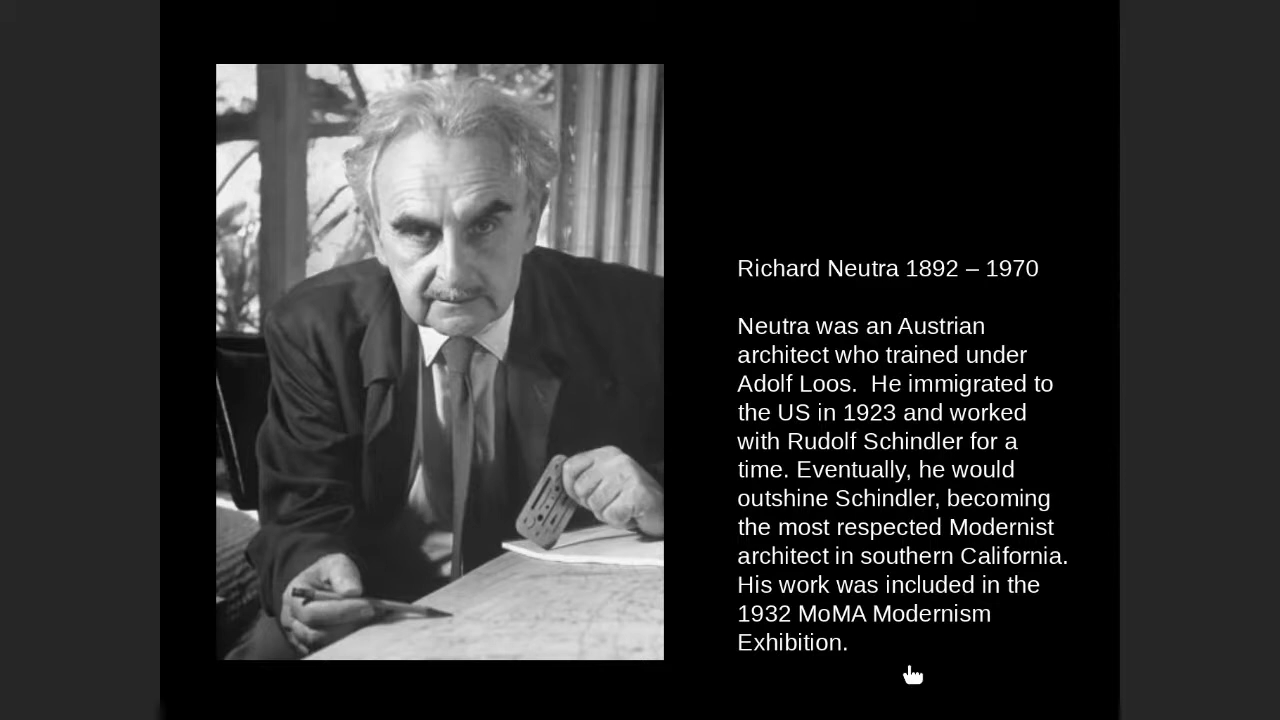 Richard Neutra 1892 – 1970
Neutra was an Austrian
architect who trained under
Adolf Loos.  He immigrated to
the US in 1923 and worked
with Rudolf Schindler for a
time. Eventually, he would
outshine Schindler, becoming
the most respected Modernist
architect in southern California.
His work was included in the
1932 MoMA Modernism
Exhibition.